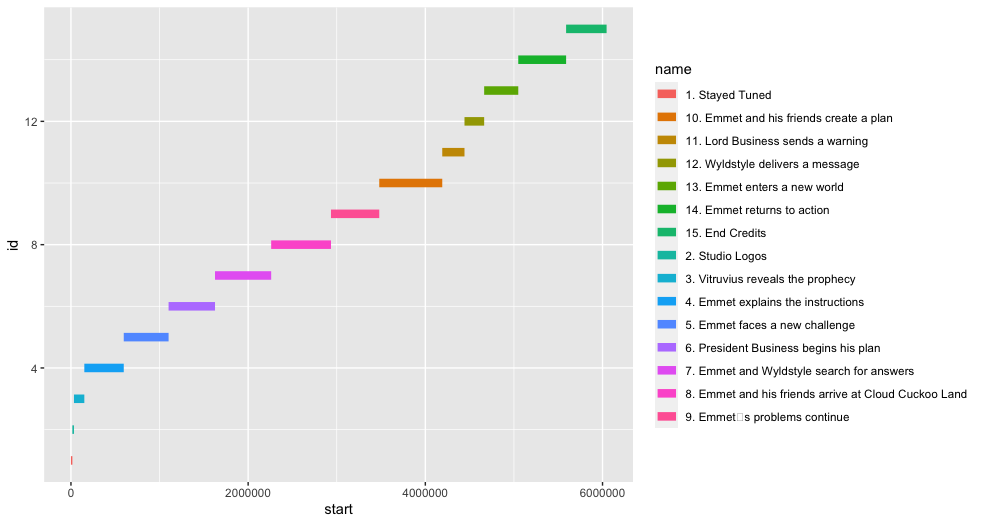 name
1. Stayed Tuned
10. Emmet and his friends create a plan
11. Lord Business sends a warning
12. Wyldstyle delivers a message
13. Emmet enters a new world
14. Emmet returns to action
15. End Credits
2. Studio Logos
3. Vitruvius reveals the prophecy
4. Emmet explains the instructions
5. Emmet faces a new challenge
6. President Business begins his plan
7. Emmet and Wyldstyle search for answers
8. Emmet and his friends arrive at Cloud Cuckoo Land
9. Emmet▯s problems continue
12
8
4
id
0 2000000 4000000 6000000
start